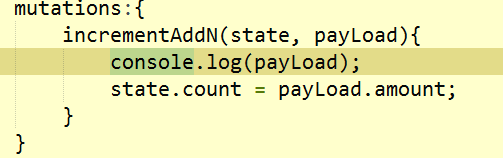 mutations:{
incrementAddN(state, payLoad){
console.log(payLoad);
state.count = payLoad.amount;
}
}